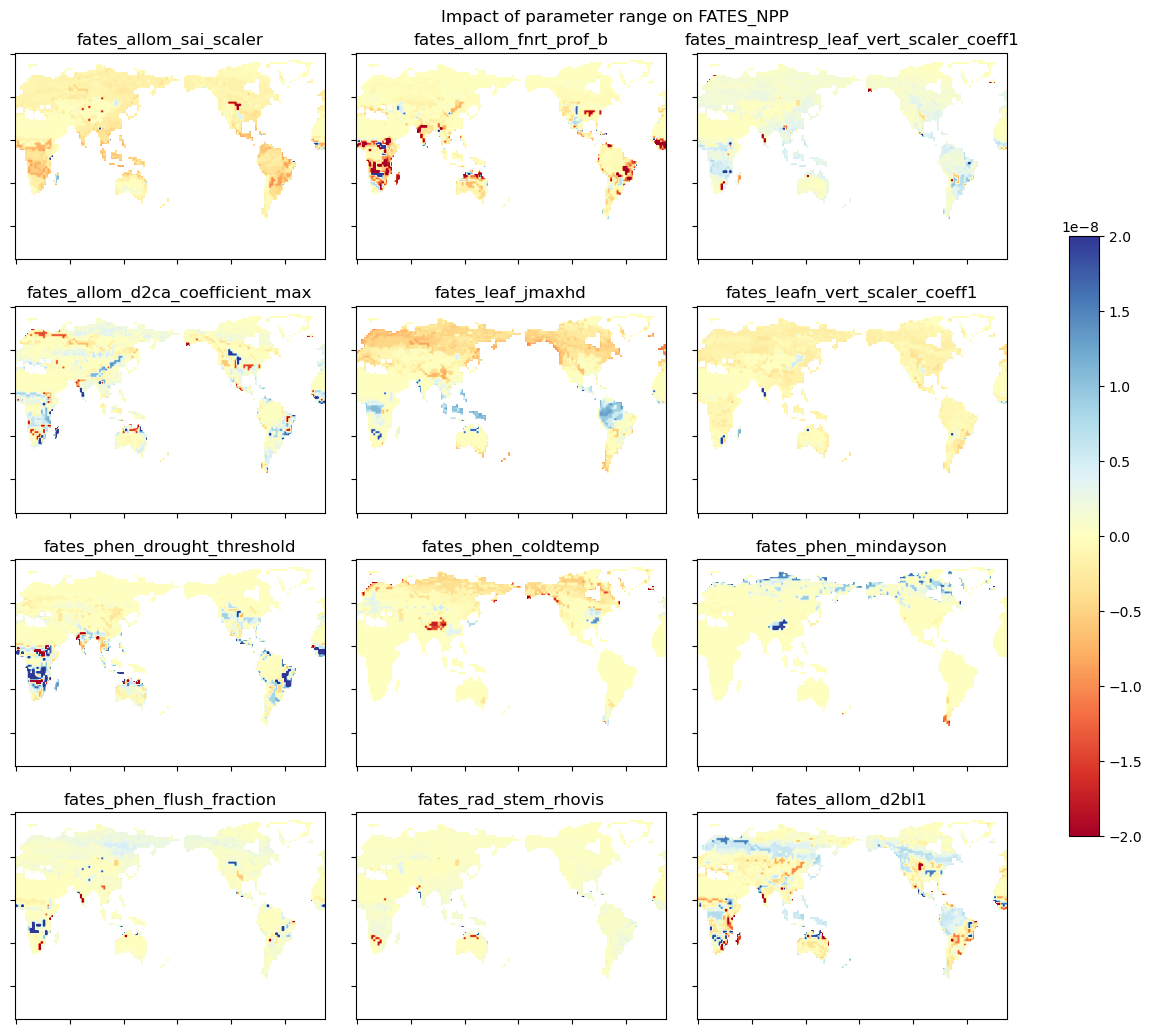 Impact of parameter range on FATES_NPP
fates_allom_sai_scaler
fates_allom_fnrt_prof_b
fates_maintresp_leaf_vert_scaler_coeff1
fates_allom_d2ca_coefficient_max
fates_leaf_jmaxhd
fates_leafn_vert_scaler_coeff1
fates_phen_drought_threshold
fates_phen_coldtemp
fates_phen_mindayson
fates_phen_flush_fraction
fates_rad_stem_rhovis
fates_allom_d2bl1
1e−8
2.0
1.5
1.0
0.5
0.0
−0.5
−1.0
−1.5
−2.0